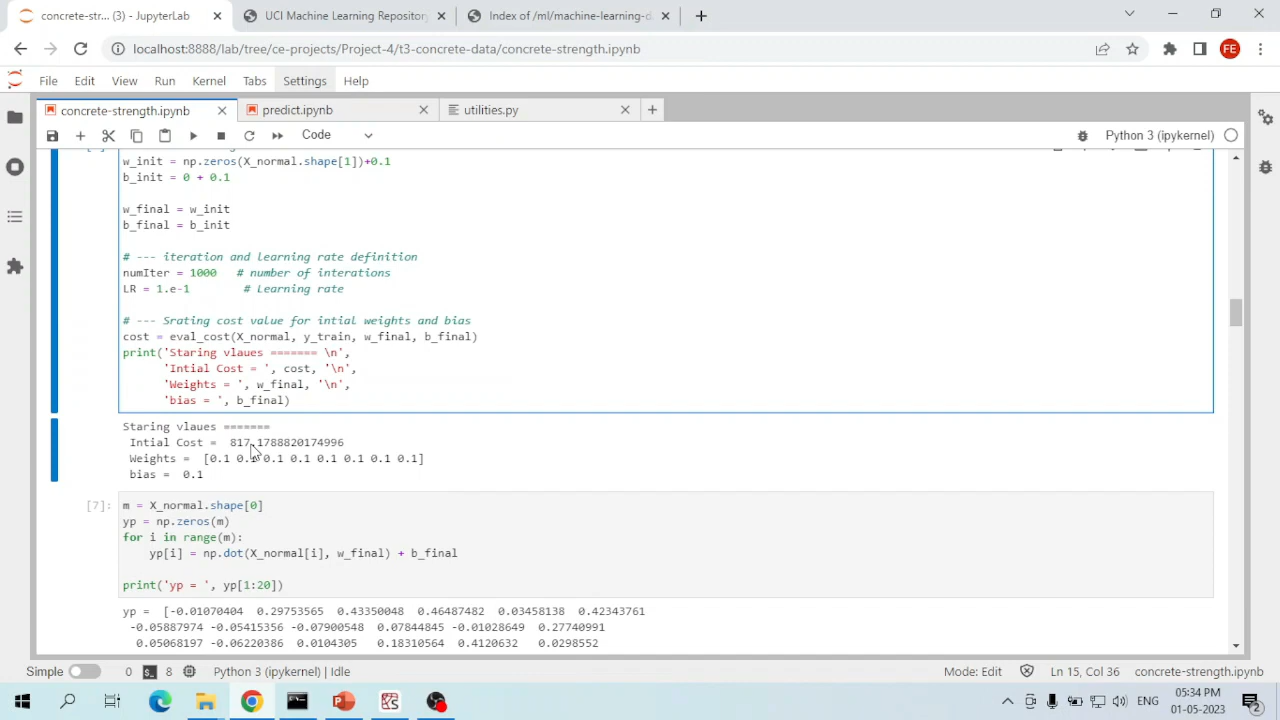 concrete-st... (3) - JupyterLab
UCI Machine Learning Repository
Index of /ml/machine-learning-da
localhost:8888/lab/tree/ce-projects/Project-4/t3-concrete-data/concrete-strength.ipynb
FE
File Edit View Run Kernel Tabs Settings Help
concrete-strength.ipynb
predict.ipynb
utilities.py
Code
Python 3 (ipykernel)
w_init = np.zeros(X_normal.shape[1])+0.1
b_init = 0 + 0.1
w_final = w_init
b_final = b_init
# --- iteration and learning rate definition
numIter = 1000 # number of interations
LR = 1.e-1 # Learning rate
# --- Srating cost value for intial weights and bias
cost = eval_cost(X_normal, y_train, w_final, b_final)
print('Staring vlaues ======= \n',
'Intial Cost = ', cost, '\n',
'Weights = ', w_final, '\n',
'bias = ', b_final)
Staring vlaues =======
Intial Cost = 817.1788820174996
Weights = [0.1 0.1 0.1 0.1 0.1 0.1 0.1 0.1]
bias = 0.1
[7]: m = X_normal.shape[0]
yp = np.zeros(m)
for i in range(m):
yp[i] = np.dot(X_normal[i], w_final) + b_final
print('yp = ', yp[1:20])
yp = [-0.01070404 0.29753565 0.43350048 0.46487482 0.03458138 0.42343761
-0.05887974 -0.05415356 -0.07900548 0.07844845 -0.01028649 0.27740991
0.05068197 -0.06220386 0.0104305 0.18310564 0.4120632 0.0298552
Simple 0 8 Python 3 (ipykernel) | Idle Mode: Edit Ln 15, Col 36 concrete-strength.ipynb
ENG
05:34 PM
01-05-2023
2